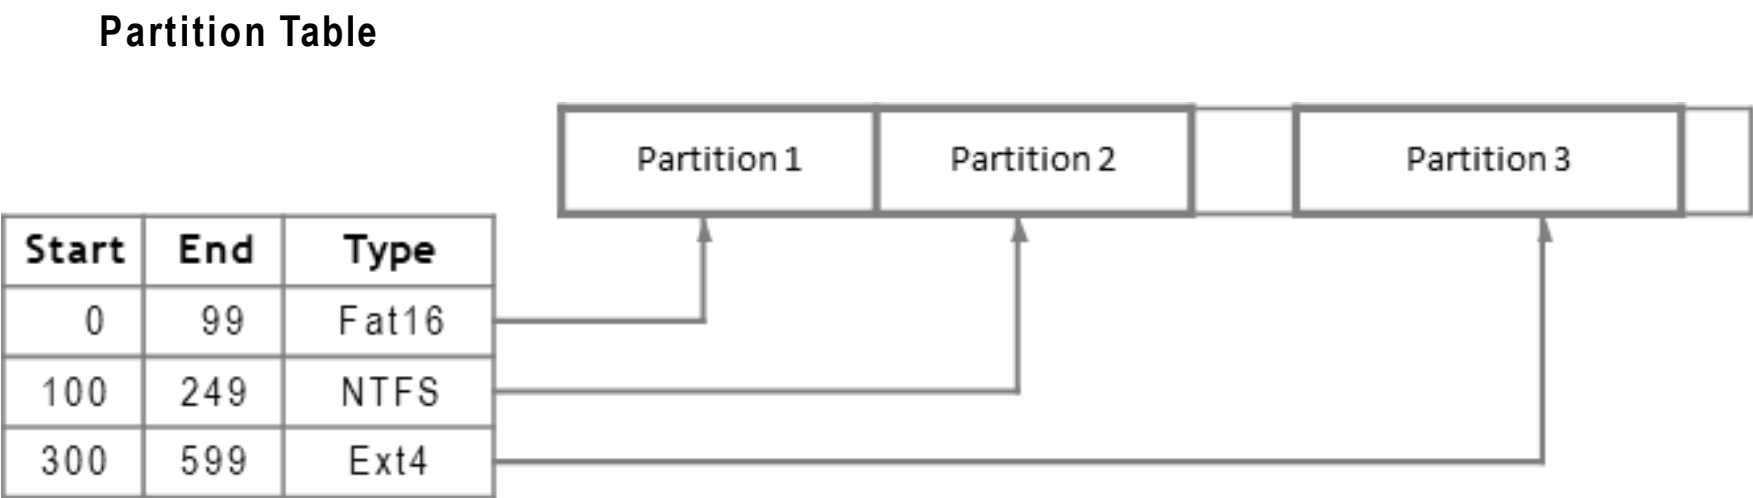 Partition Table
Partition 1 Partition 2 Partition 3
Start End Type
0 99 Fat16
100 249 NTFS
300 599 Ext4